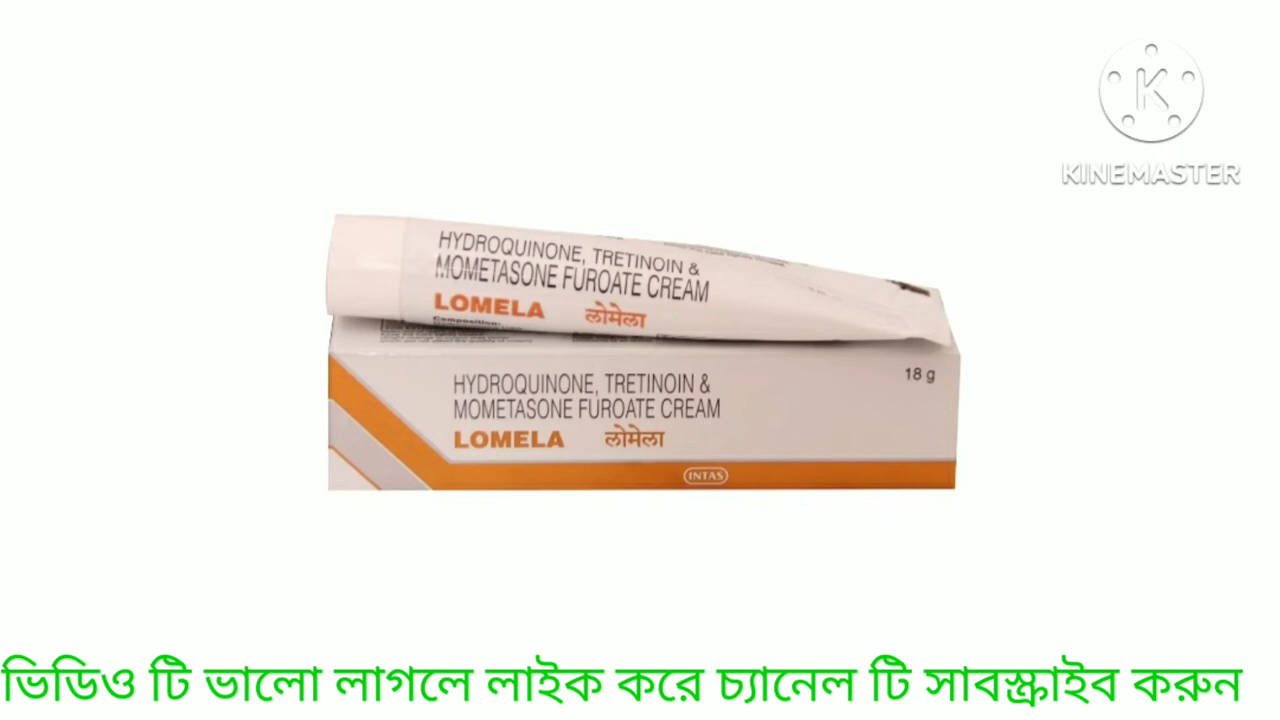 KINEMASTER
HYDROQUINONE, TRETINOIN &
MOMETASONE FUROATE CREAM
LOMELA लोमेला
Composition:
HYDROQUINONE, TRETINOIN &
MOMETASONE FUROATE CREAM
LOMELA लोमेला
18 g
INTAS
ভিডিও টি ভালো লাগলে লাইক করে চ্যানেল টি সাবস্ক্রাইব করুন